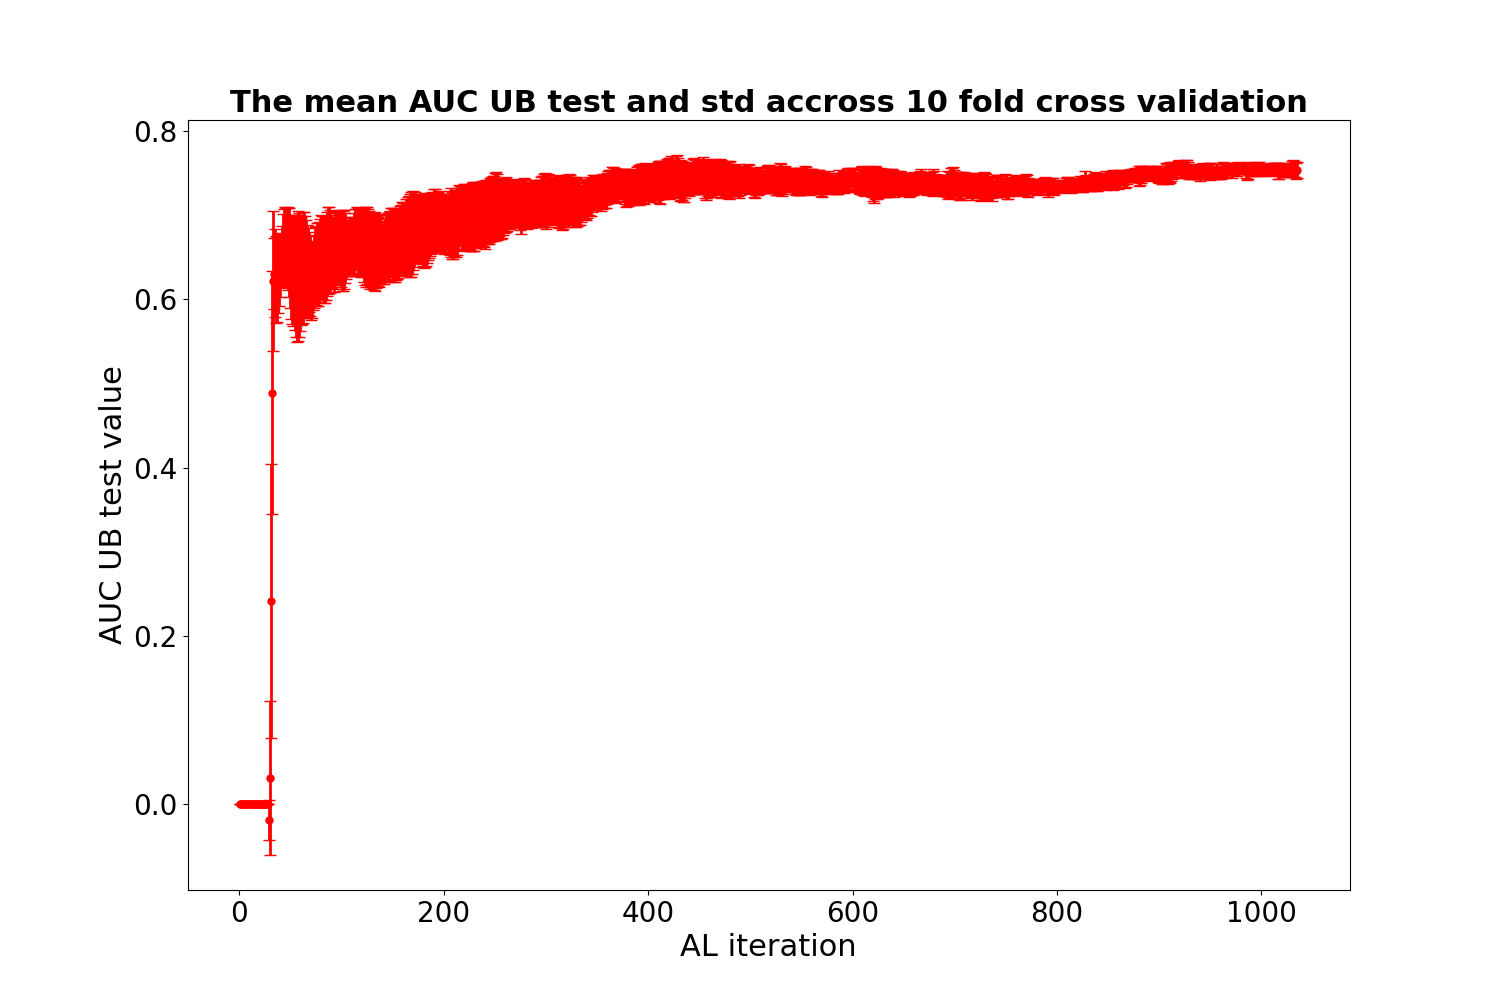 The mean AUC UB test and std accross 10 fold cross validation
0.8
0.6
0.4
0.2
0.0
AUC UB test value
0 200 400 600 800 1000
AL iteration